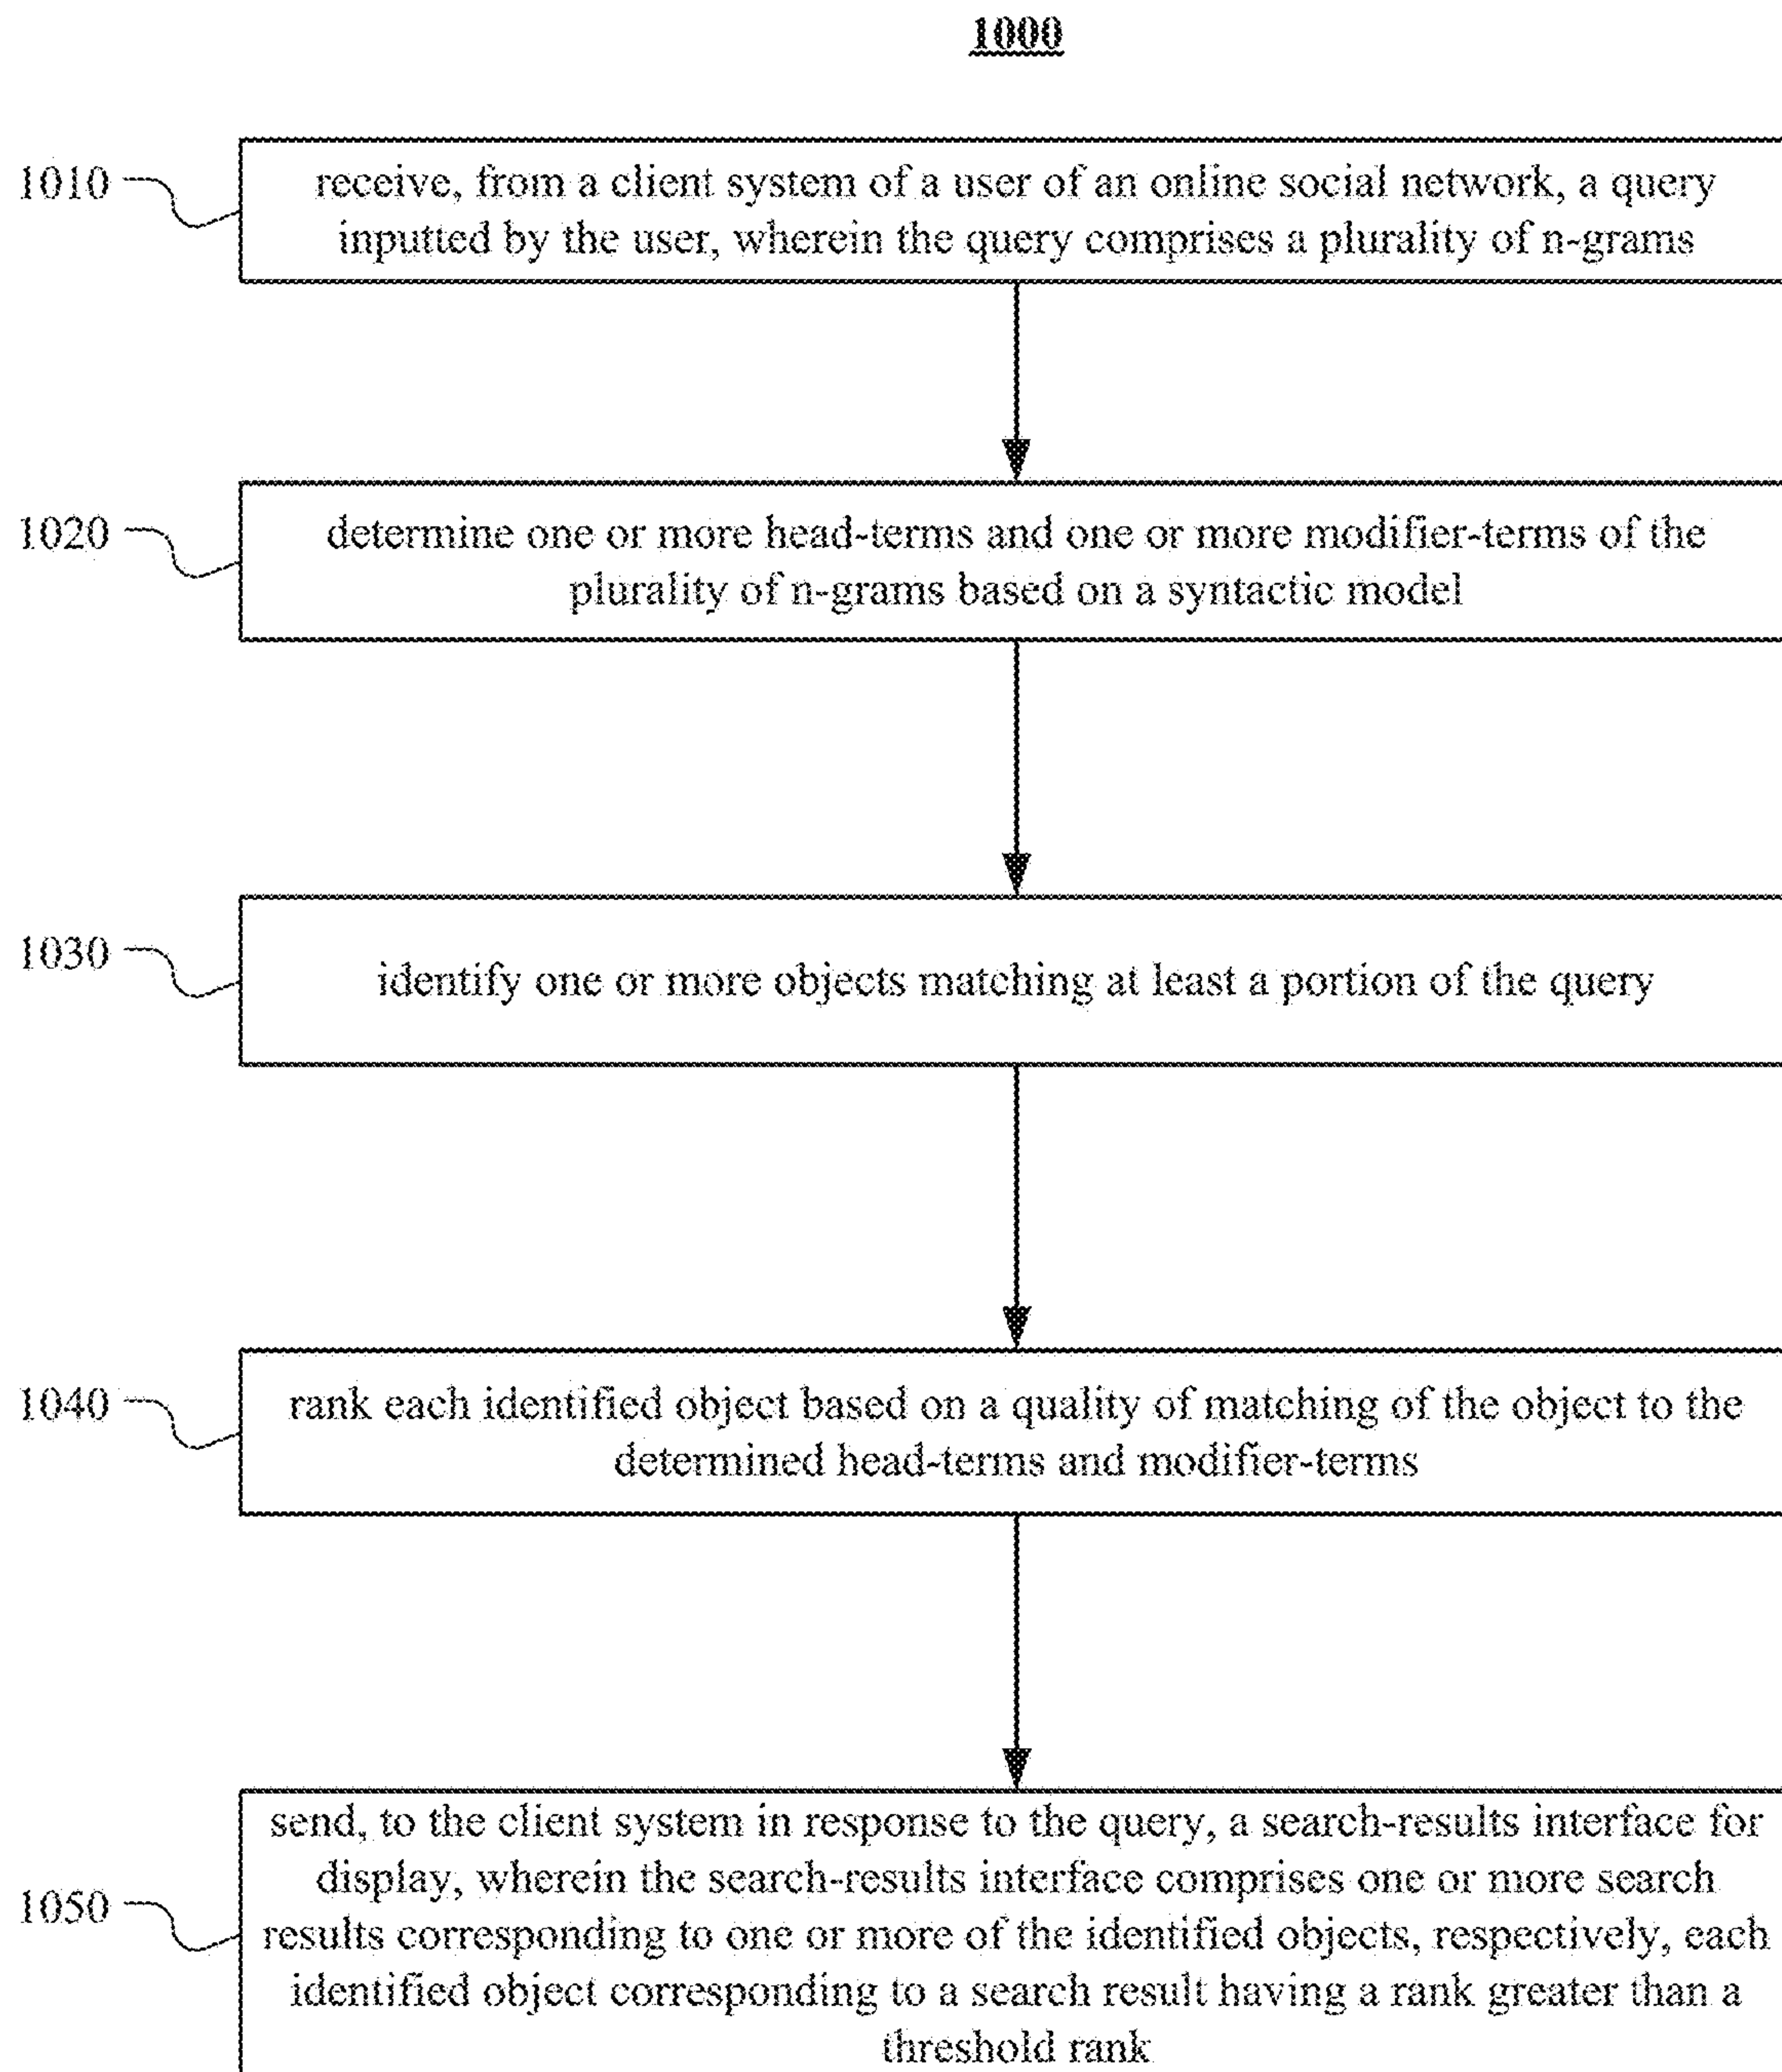 1000
1010
receive, from a client system of a user of an online social network, a query
inputted by the user, wherein the query comprises a plurality of n-grams
1020
determine one or more head-terms and one or more modifier-terms of the
plurality of n-grams based on a syntactic model
1030
identify one or more objects matching at least a portion of the query
1040
rank each identified object based on a quality of matching of the object to the
determined head-terms and modifier-terms
1050
send, to the client system in response to the query, a search-results interface for
display, wherein the search-results interface comprises one or more search
results corresponding to one or more of the identified objects, respectively, each
identified object corresponding to a search result having a rank greater than a
threshold rank